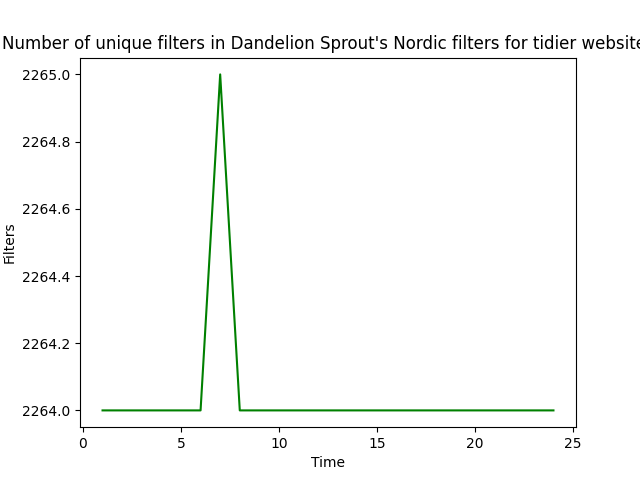 Number of unique filters in Dandelion Sprout's Nordic filters for tidier website
2265.0
2264.8
2264.6
2264.4
2264.2
2264.0
Filters
0 5 10 15 20 25
Time